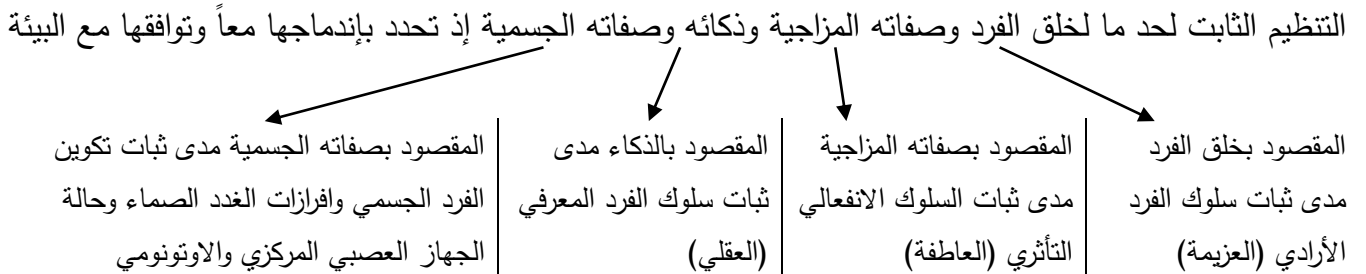 التنظيم الثابت لحد ما لخلق الفرد وصفاته المزاجية وذكائه وصفاته الجسمية إذ تحدد بإندماجها معاً وتوافقها مع البيئة
المقصود بخلق الفرد
مدى ثبات سلوك الفرد
الأرادي (العزيمة)
المقصود بصفاته المزاجية
مدى ثبات السلوك الانفعالي
التأثري (العاطفة)
المقصود بالذكاء مدى
ثبات سلوك الفرد المعرفي
(العقلي)
المقصود بصفاته الجسمية مدى ثبات تكوين
الفرد الجسمي وافرازات الغدد الصماء وحالة
الجهاز العصبي المركزي والاوتونومي